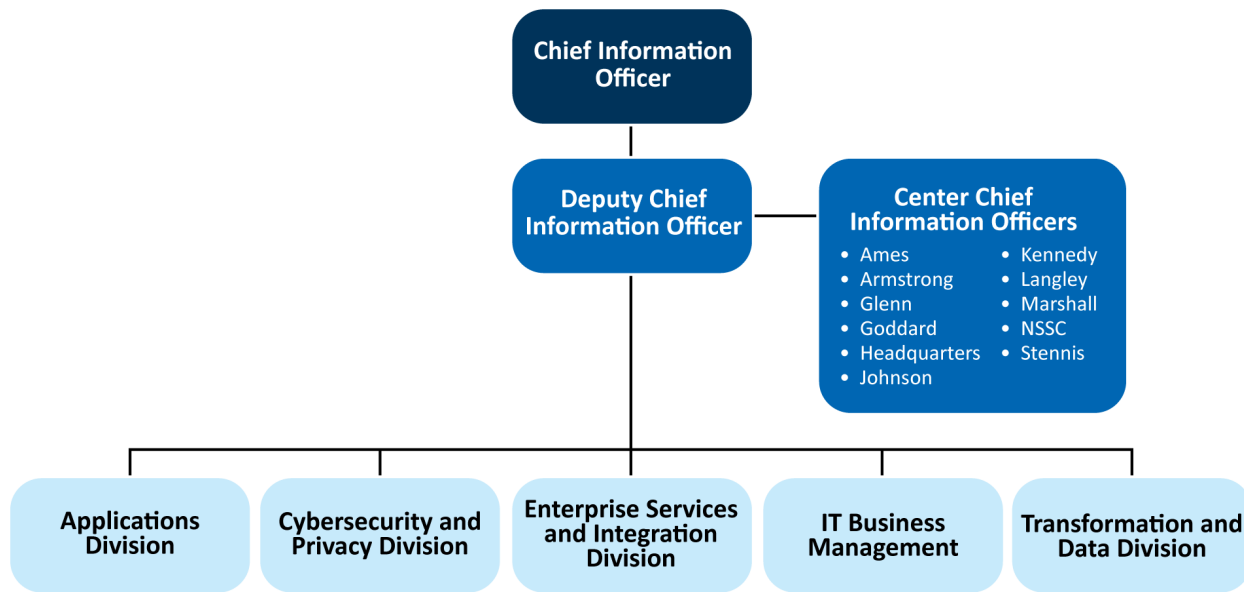 Chief Information
Officer
Deputy Chief
Information Officer
Center Chief
Information Officers
• Ames
• Armstrong
• Glenn
• Goddard
• Headquarters
• Johnson
• Kennedy
• Langley
• Marshall
• NSSC
• Stennis
Applications
Division
Cybersecurity and
Privacy Division
Enterprise Services
and Integration
Division
IT Business
Management
Transformation and
Data Division